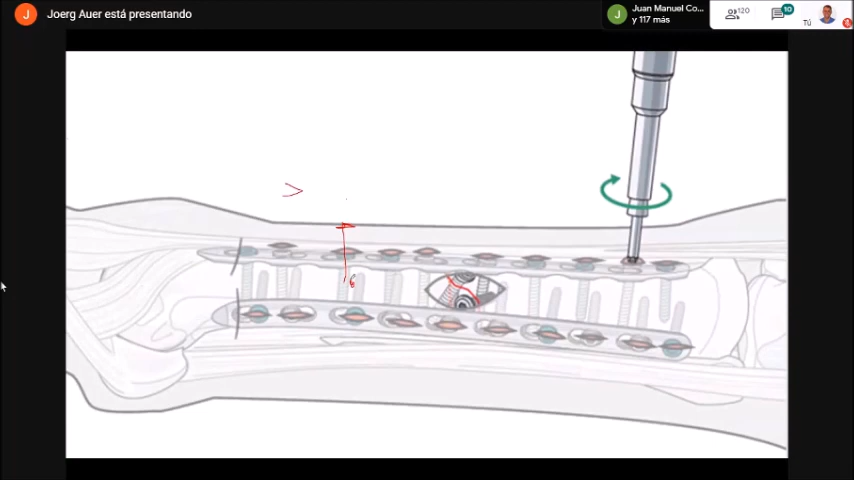 J
Joerg Auer está presentando
J
Juan Manuel Co...
y 117 más
120
10
Tú